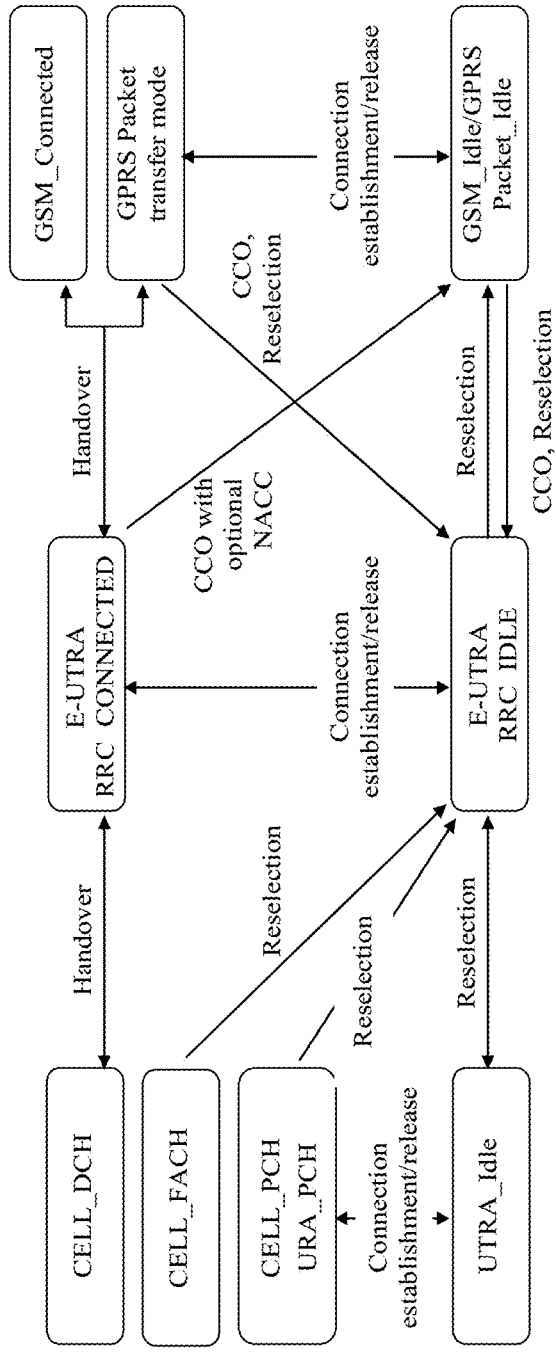 CELL_DCH
Handover
E-UTRA
RRC CONNECTED
Handover
GSM_Connected
GPRS Packet
transfer mode
CELL_FACH
CELL_PCH
URA_PCH
Reselection
Reselection
CCO with
optional
NACC
CCO,
Reselection
Connection
establishment/release
Connection
establishment/release
Connection
establishment/release
UTRA_Idle
Reselection
E-UTRA
RRC IDLE
Reselection
CCO, Reselection
GSM_Idle/GPRS
Packet_Idle